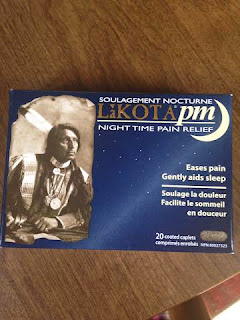 SOULAGEMENT NOCTURNE
LaKOTA pm
NIGHT TIME PAIN RELIEF
Eases pain
Gently aids sleep
Soulage la douleur
Facilite le sommeil
en douceur
20 coated caplets
comprimés enrobés